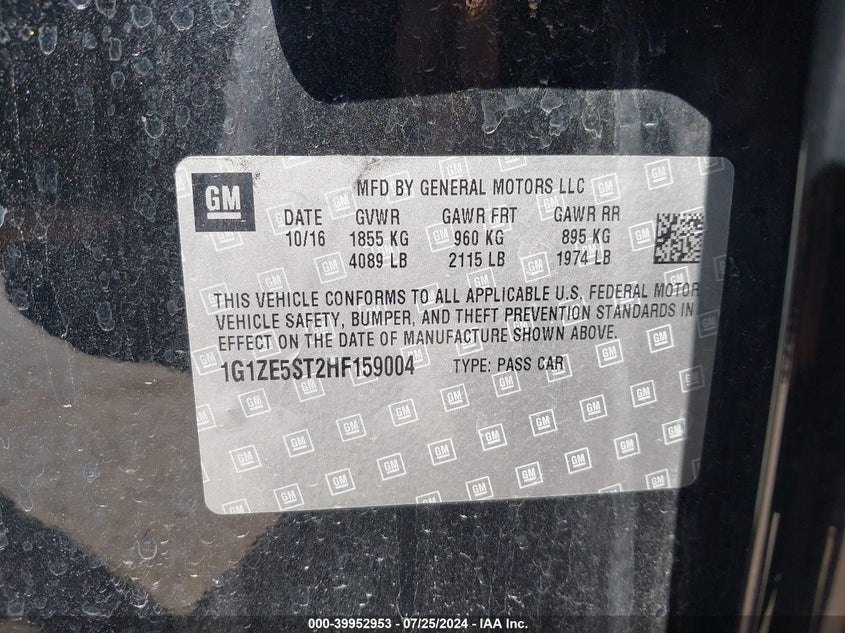 GM
MFD BY GENERAL MOTORS LLC
DATE GVWR GAWR FRT GAWR RR
10/16 1855 KG 960 KG 895 KG
4089 LB 2115 LB 1974 LB
THIS VEHICLE CONFORMS TO ALL APPLICABLE U.S. FEDERAL MOTOR
VEHICLE SAFETY, BUMPER, AND THEFT PREVENTION STANDARDS IN
EFFECT ON THE DATE OF MANUFACTURE SHOWN ABOVE.
1G1ZE5ST2HF159004 TYPE: PASS CAR
000-39952953 - 07/25/2024 - IAA Inc.